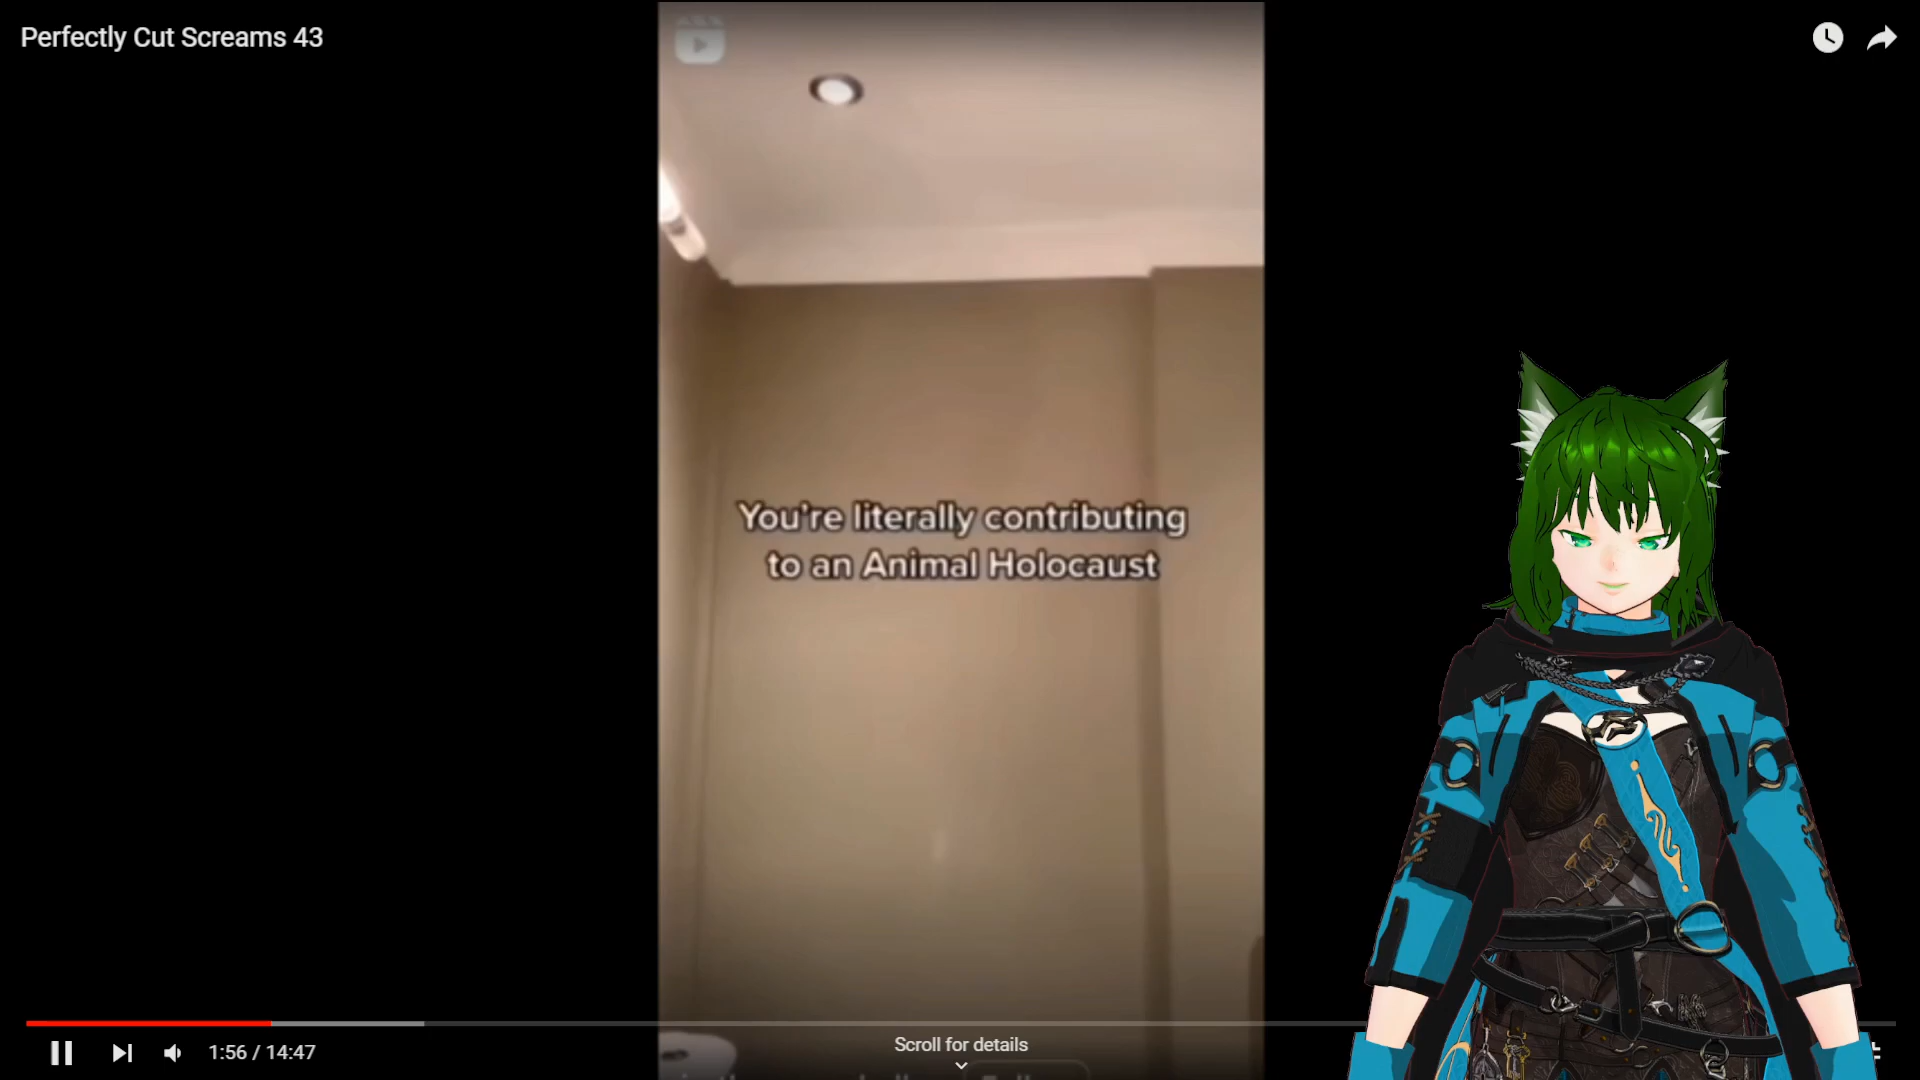 Perfectly Cut Screams 43
You're literally contributing
to an Animal Holocaust
Scroll for details
1:56 / 14:47